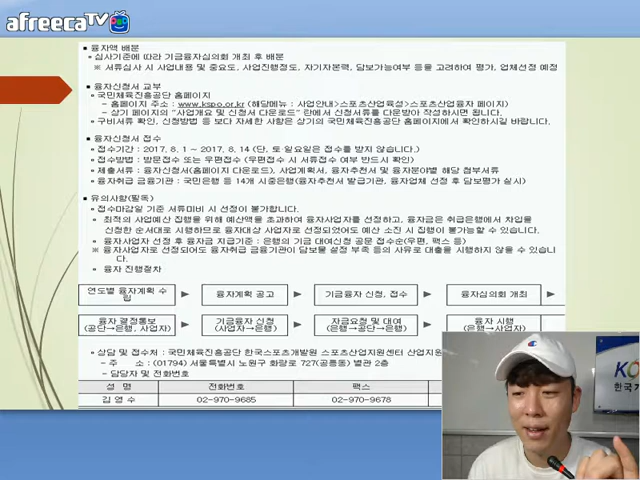 afreecaTV
▪ 융자액 배분
◦ 심사기준에 따라 기금융자심의회 개최 후 배분
※ 서류심사 시 사업내용 및 중요도, 사업진행정도, 자기자본력, 담보가능여부 등을 고려하여 평가, 업체선정 예정
▪ 융자신청서 교부
◦ 국민체육진흥공단 홈페이지
- 홈페이지 주소 : www.kspo.or.kr (해당메뉴 : 사업안내>스포츠산업육성>스포츠산업융자 페이지)
- 상기 페이지의 "사업개요 및 신청서 다운로드" 란에서 신청서류를 다운받아 작성하시면 됩니다.
◦ 구비서류 확인, 신청방법 등 보다 자세한 사항은 상기의 국민체육진흥공단 홈페이지에서 확인하시길 바랍니다.
▪ 융자신청서 접수
◦ 접수기간 : 2017. 8. 1 ~ 2017. 8. 14 (단, 토·일요일은 접수를 받지 않습니다.)
◦ 접수방법 : 방문접수 또는 우편접수 (우편접수 시 서류접수 여부 반드시 확인)
◦ 제출서류 : 융자신청서(홈페이지 다운로드), 사업계획서, 융자추천서 및 융자분야별 해당 첨부서류
◦ 융자취급 금융기관 : 국민은행 등 14개 시중은행(융자추천서 발급기관, 융자업체 선정 후 담보평가 실시)
▪ 유의사항(필독)
◦ 접수마감일 기준 서류미비 시 선정이 불가합니다.
◦ 최적의 사업예산 집행을 위해 예산액을 초과하여 융자사업자를 선정하고, 융자금은 취급은행에서 차입을
신청한 순서대로 시행하므로 융자대상 사업자로 선정되었어도 예산 소진 시 집행이 불가할 수 있습니다.
◦ 융자사업자 선정 후 융자금 지급기준 : 은행의 기금 대여신청 공문 접수순(우편, 팩스 등)
※ 융자사업자로 선정되어도 융자취급 금융기관이 담보물 설정 부족 등의 사유로 대출을 시행하지 않을 수 있습니
다.
◦ 융자 진행절차
연도별 융자계획 수립 ▶ 융자계획 공고 ▶ 기금융자 신청, 접수 ▶ 융자심의회 개최 ▶
융자 결정통보 (공단→은행, 사업자) ▶ 기금융자 신청 (사업자→은행) ▶ 자금요청 및 대여 (은행→공단→은행) ▶ 융자 시행 (은행→사업자)
◦ 상담 및 접수처 : 국민체육진흥공단 한국스포츠개발원 스포츠산업지원센터 산업지원
- 주 소 : (01794) 서울특별시 노원구 화랑로 727(공릉동) 별관 2층
- 담당자 및 전화번호
성 명 전화번호 팩스
김 영 수 02-970-9685 02-970-9678
한국